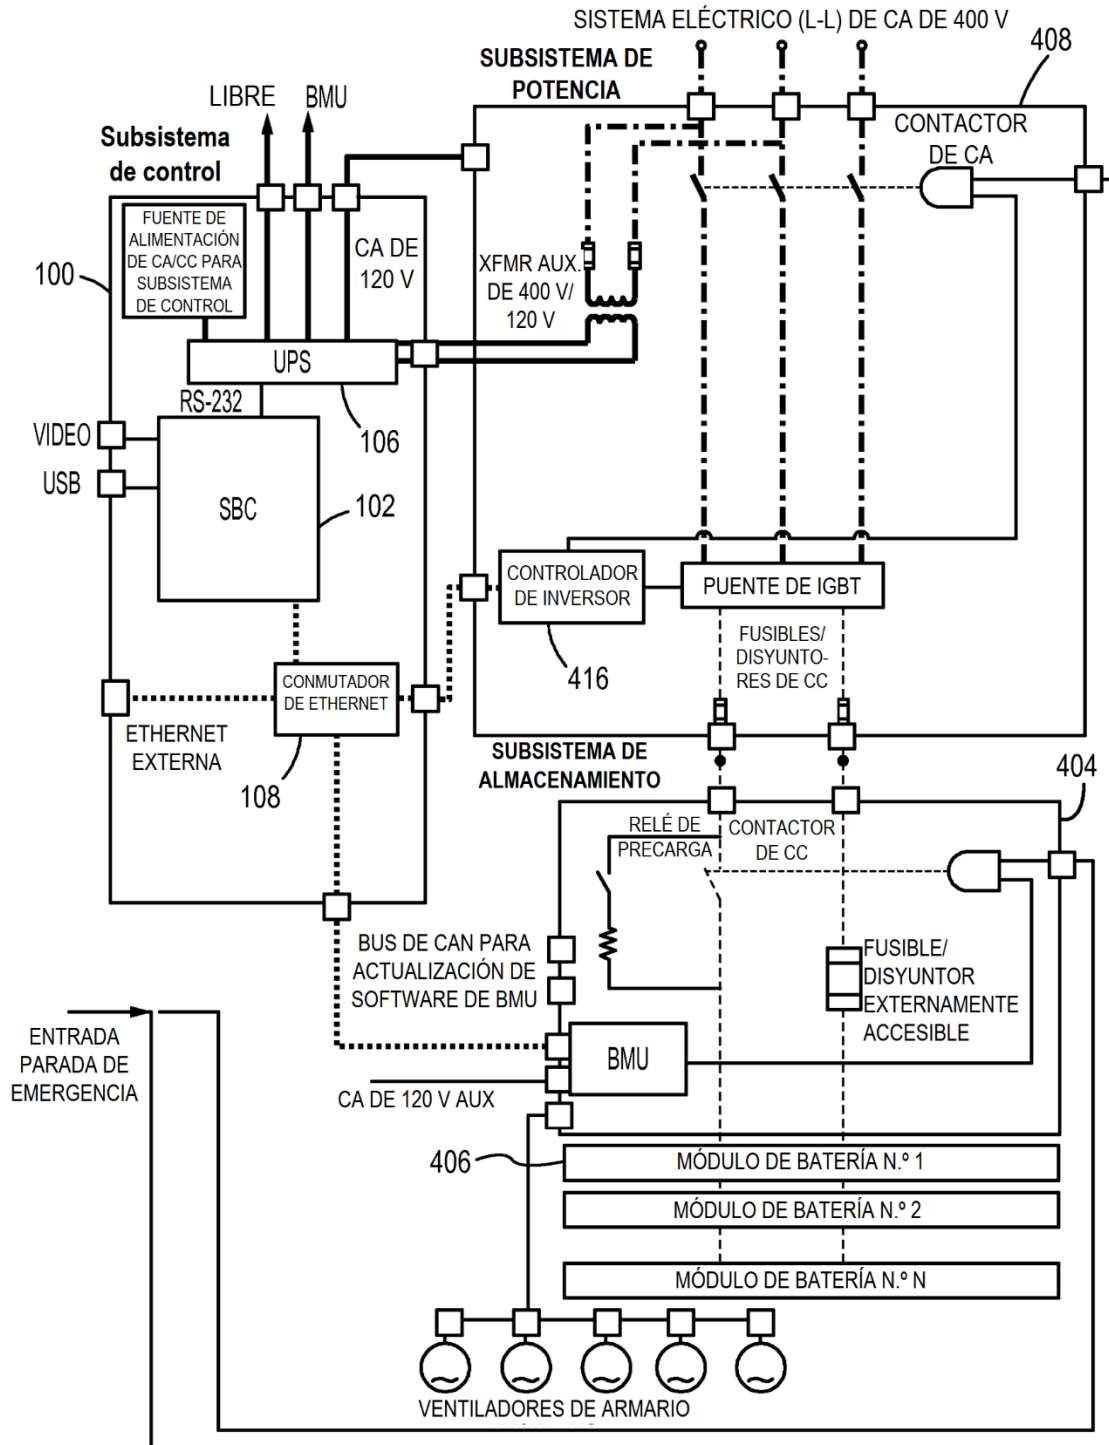 SISTEMA ELÉCTRICO (L-L) DE CA DE 400 V
SUBSISTEMA DE
POTENCIA
408
LIBRE
BMU
CONTACTOR
DE CA
Subsistema
de control
FUENTE DE
ALIMENTACIÓN
DE CA/CC PARA
SUBSISTEMA
DE CONTROL
CA DE
120 V
100
XFMR AUX.
DE 400 V/
120 V
UPS
RS-232
106
VIDEO
USB
SBC
102
CONTROLADOR
DE INVERSOR
PUENTE DE IGBT
416
FUSIBLES/
DISYUNTO-
RES DE CC
CONMUTADOR
DE ETHERNET
ETHERNET
EXTERNA
108
SUBSISTEMA DE
ALMACENAMIENTO
404
RELÉ DE
PRECARGA
CONTACTOR
DE CC
BUS DE CAN PARA
ACTUALIZACIÓN DE
SOFTWARE DE BMU
FUSIBLE/
DISYUNTOR
EXTERNAMENTE
ACCESIBLE
ENTRADA
PARADA DE
EMERGENCIA
BMU
CA DE 120 V AUX
406
MÓDULO DE BATERÍA N.º 1
MÓDULO DE BATERÍA N.º 2
MÓDULO DE BATERÍA N.º N
VENTILADORES DE ARMARIO